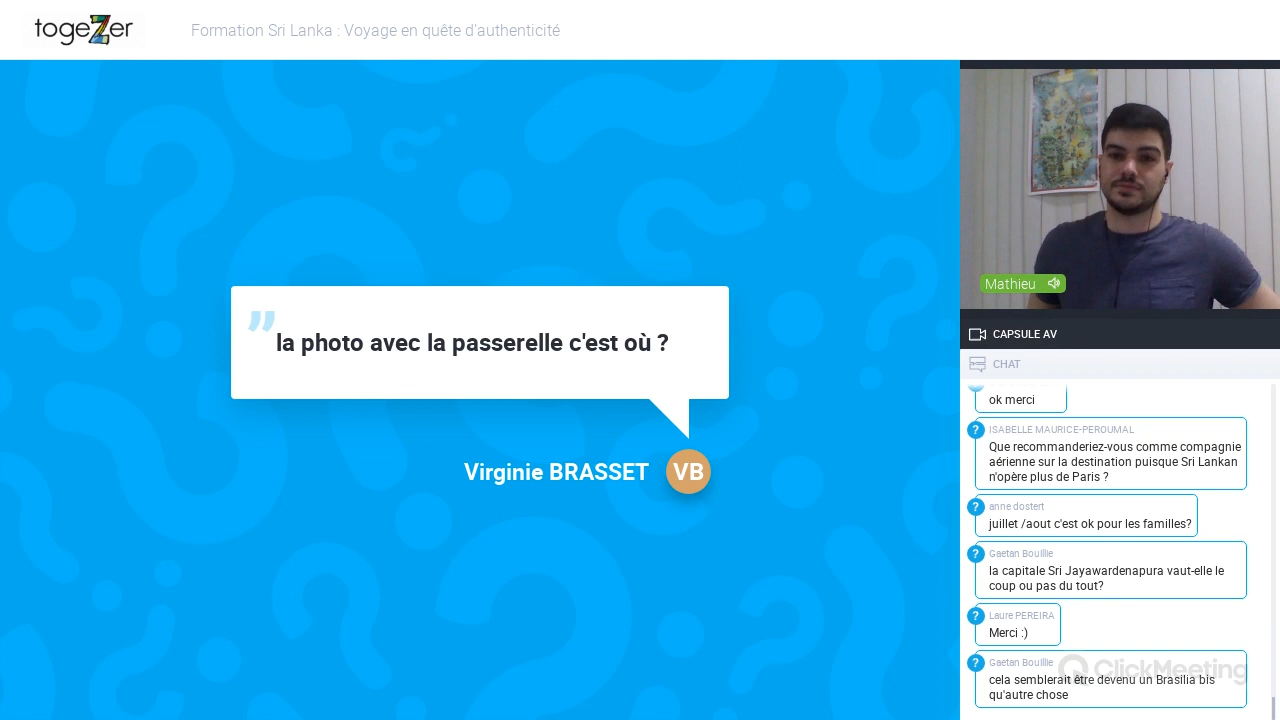 togeZer
Formation Sri Lanka : Voyage en quête d'authenticité
la photo avec la passerelle c'est où ?
Virginie BRASSET
VB
Mathieu
CAPSULE AV
CHAT
ok merci
?
ISABELLE MAURICE-PEROUMAL
Que recommanderiez-vous comme compagnie
aérienne sur la destination puisque Sri Lankan
n'opère plus de Paris ?
?
anne dostert
juillet /aout c'est ok pour les familles?
?
Gaetan Bouillie
la capitale Sri Jayawardenapura vaut-elle le
coup ou pas du tout?
?
Laure PEREIRA
Merci :)
?
Gaetan Bouillie
cela semblerait être devenu un Brasilia bis
qu'autre chose
ClickMeeting